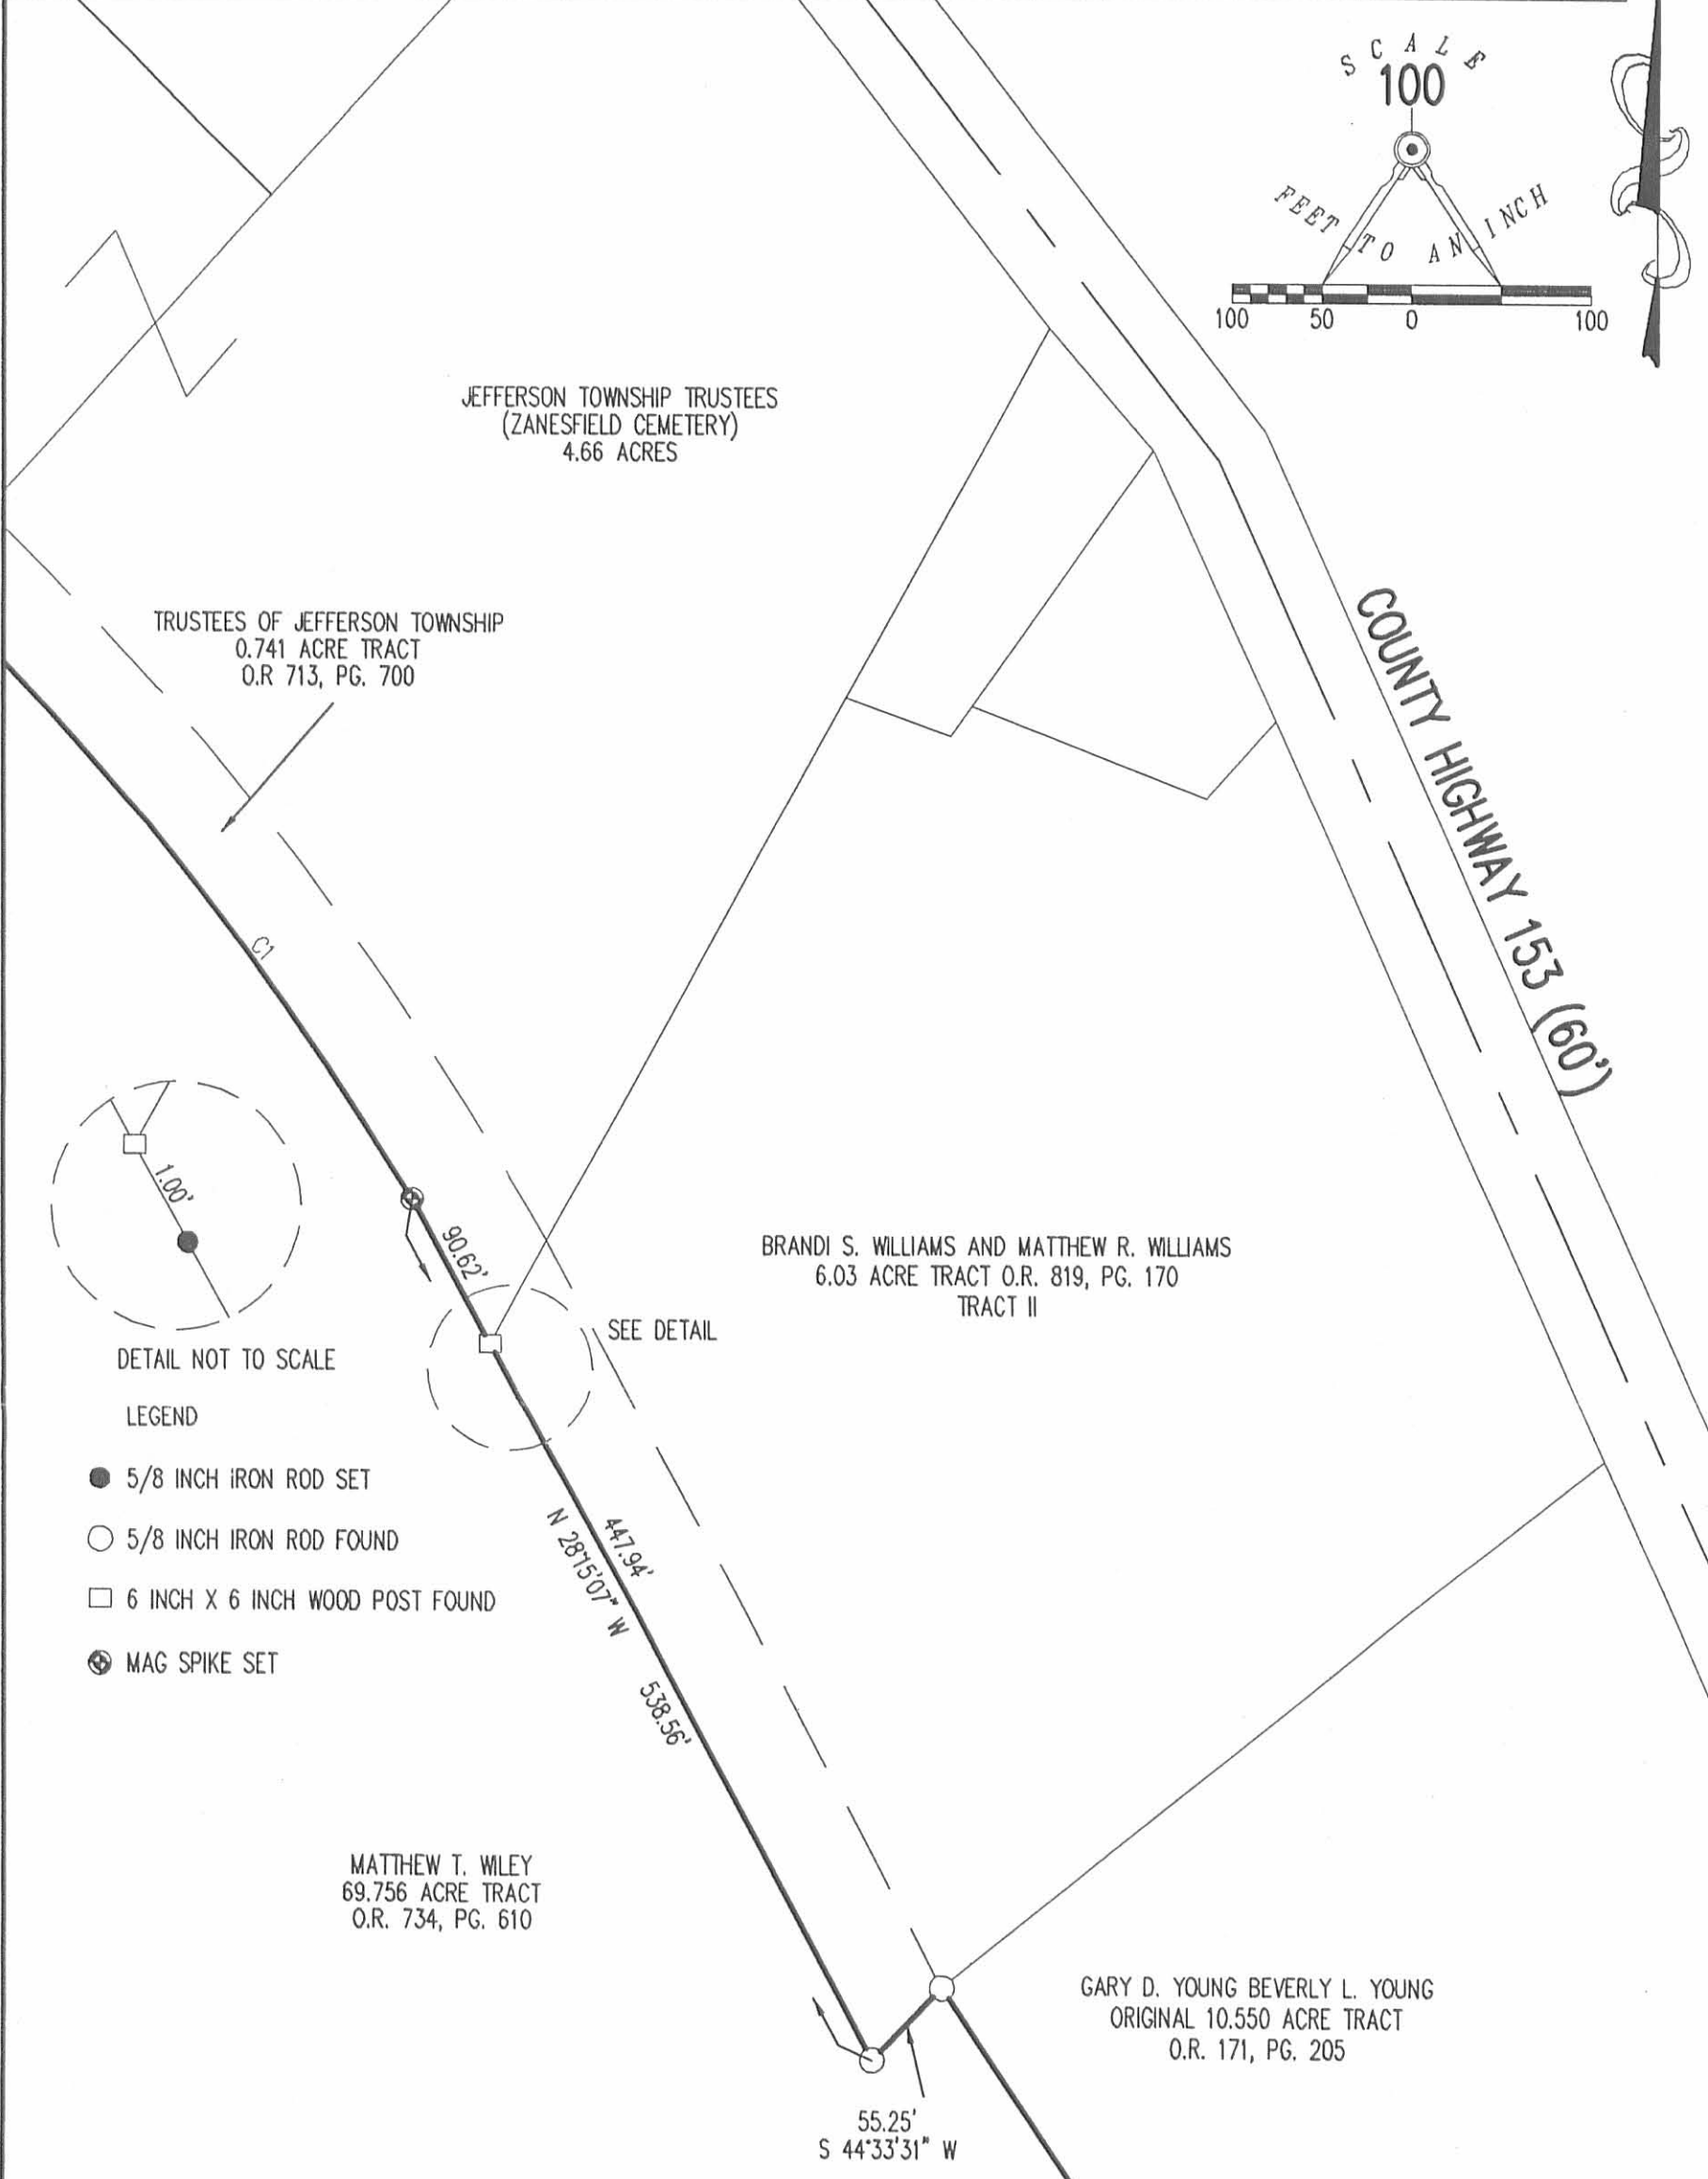 SCALE
100
FEET TO AN INCH
100 50 0 100
JEFFERSON TOWNSHIP TRUSTEES
(ZANESFIELD CEMETERY)
4.66 ACRES
TRUSTEES OF JEFFERSON TOWNSHIP
0.741 ACRE TRACT
O.R 713, PG. 700
COUNTY HIGHWAY 153 (60')
C1
1.00'
90.62'
BRANDI S. WILLIAMS AND MATTHEW R. WILLIAMS
6.03 ACRE TRACT O.R. 819, PG. 170
TRACT II
SEE DETAIL
DETAIL NOT TO SCALE
LEGEND
5/8 INCH IRON ROD SET
5/8 INCH IRON ROD FOUND
6 INCH X 6 INCH WOOD POST FOUND
MAG SPIKE SET
447.94'
N 28°15'07" W
538.56'
MATTHEW T. WILEY
69.756 ACRE TRACT
O.R. 734, PG. 610
GARY D. YOUNG BEVERLY L. YOUNG
ORIGINAL 10.550 ACRE TRACT
O.R. 171, PG. 205
55.25'
S 44°33'31" W